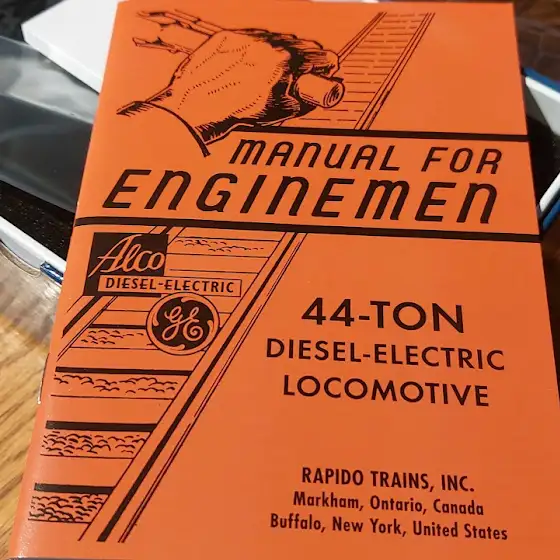 MANUAL FOR
ENGINEMEN
Alco
DIESEL-ELECTRIC
GE
44-TON
DIESEL-ELECTRIC
LOCOMOTIVE
RAPIDO TRAINS, INC.
Markham, Ontario, Canada
Buffalo, New York, United States